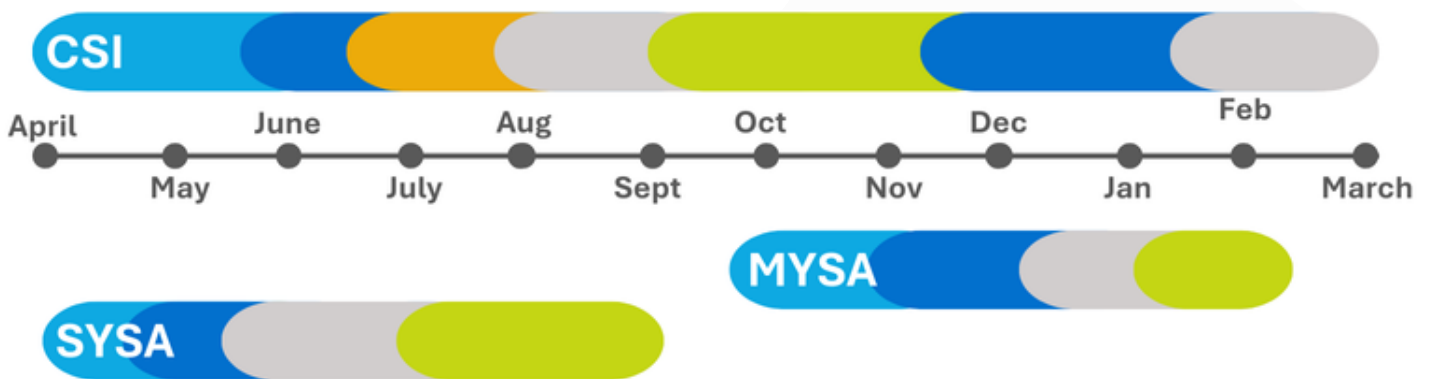 CSI
April June Aug Oct Dec Feb
May July Sept Nov Jan March
MYSA
SYSA